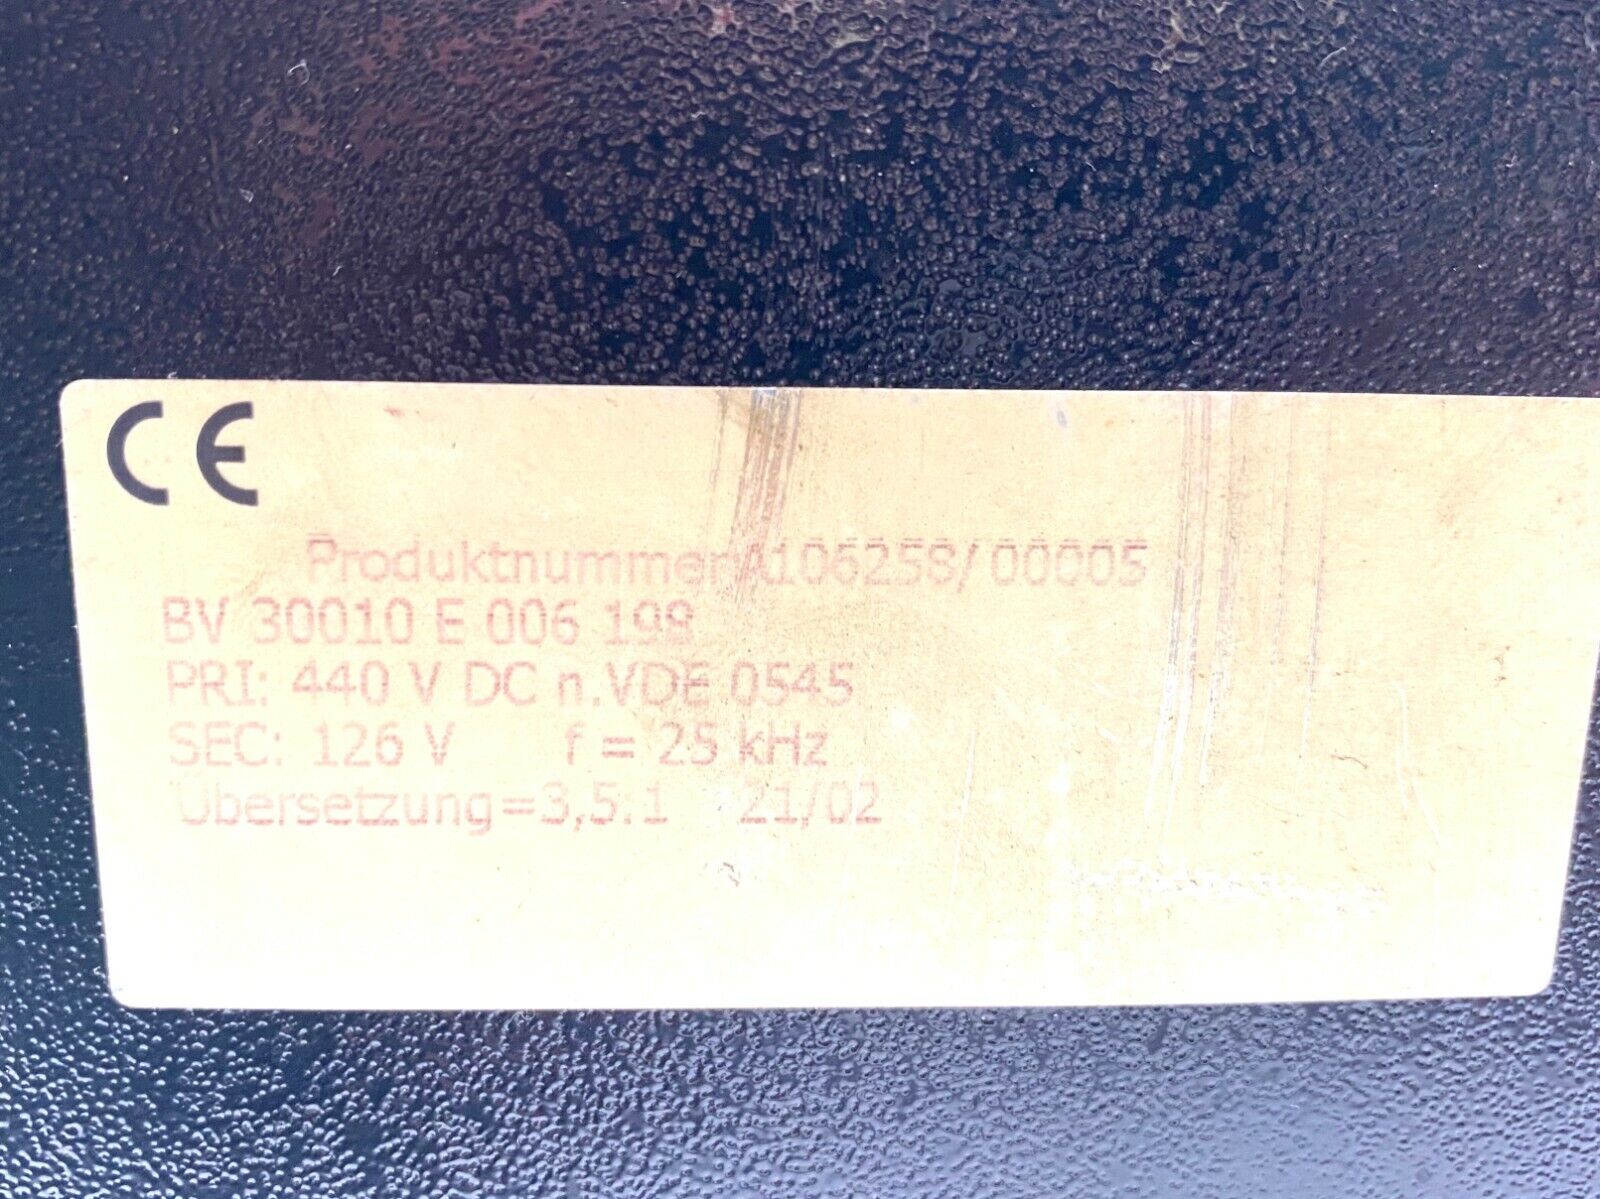 CE
Produktnummer A106258/00005
BV 30010 E 006 198
PRI: 440 V DC n.VDE 0545
SEC: 126 V f = 25 kHz
Übersetzung=3,5:1 21/02